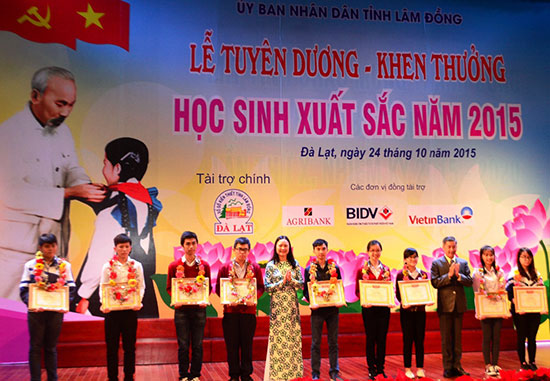 ỦY BAN NHÂN DÂN TỈNH LÂM ĐỒNG
LỄ TUYÊN DƯƠNG - KHEN THƯỞNG
HỌC SINH XUẤT SẮC NĂM 2015
Đà Lạt, ngày 24 tháng 10 năm 2015
Tài trợ chính
Các đơn vị đồng tài trợ
ĐÀ LẠT
AGRIBANK
BIDV
VietinBank